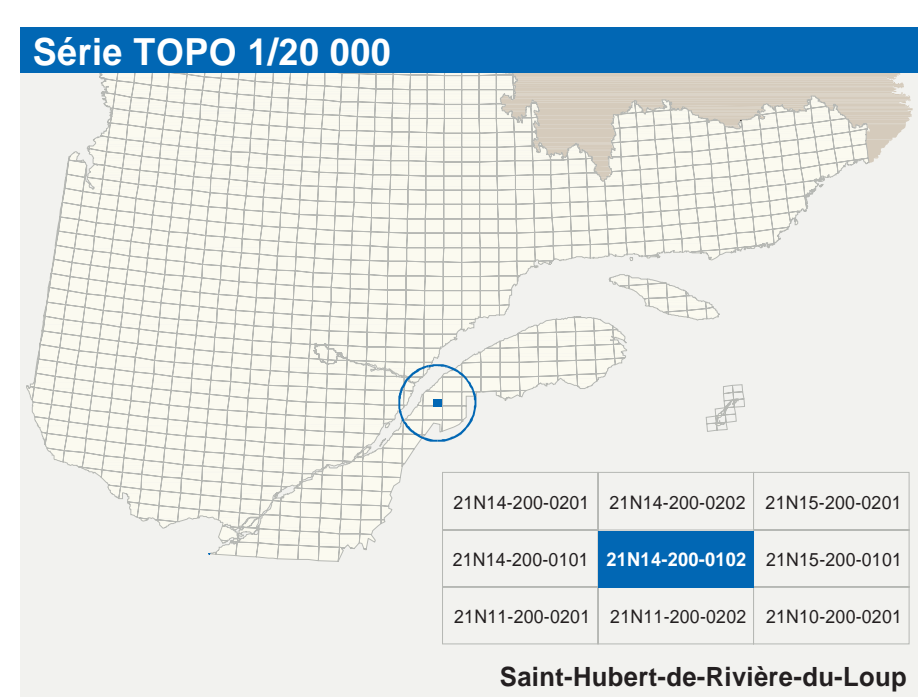 Série TOPO 1/20 000
21N14-200-0201 21N14-200-0202 21N15-200-0201
21N14-200-0101 21N14-200-0102 21N15-200-0101
21N11-200-0201 21N11-200-0202 21N10-200-0201
Saint-Hubert-de-Rivière-du-Loup